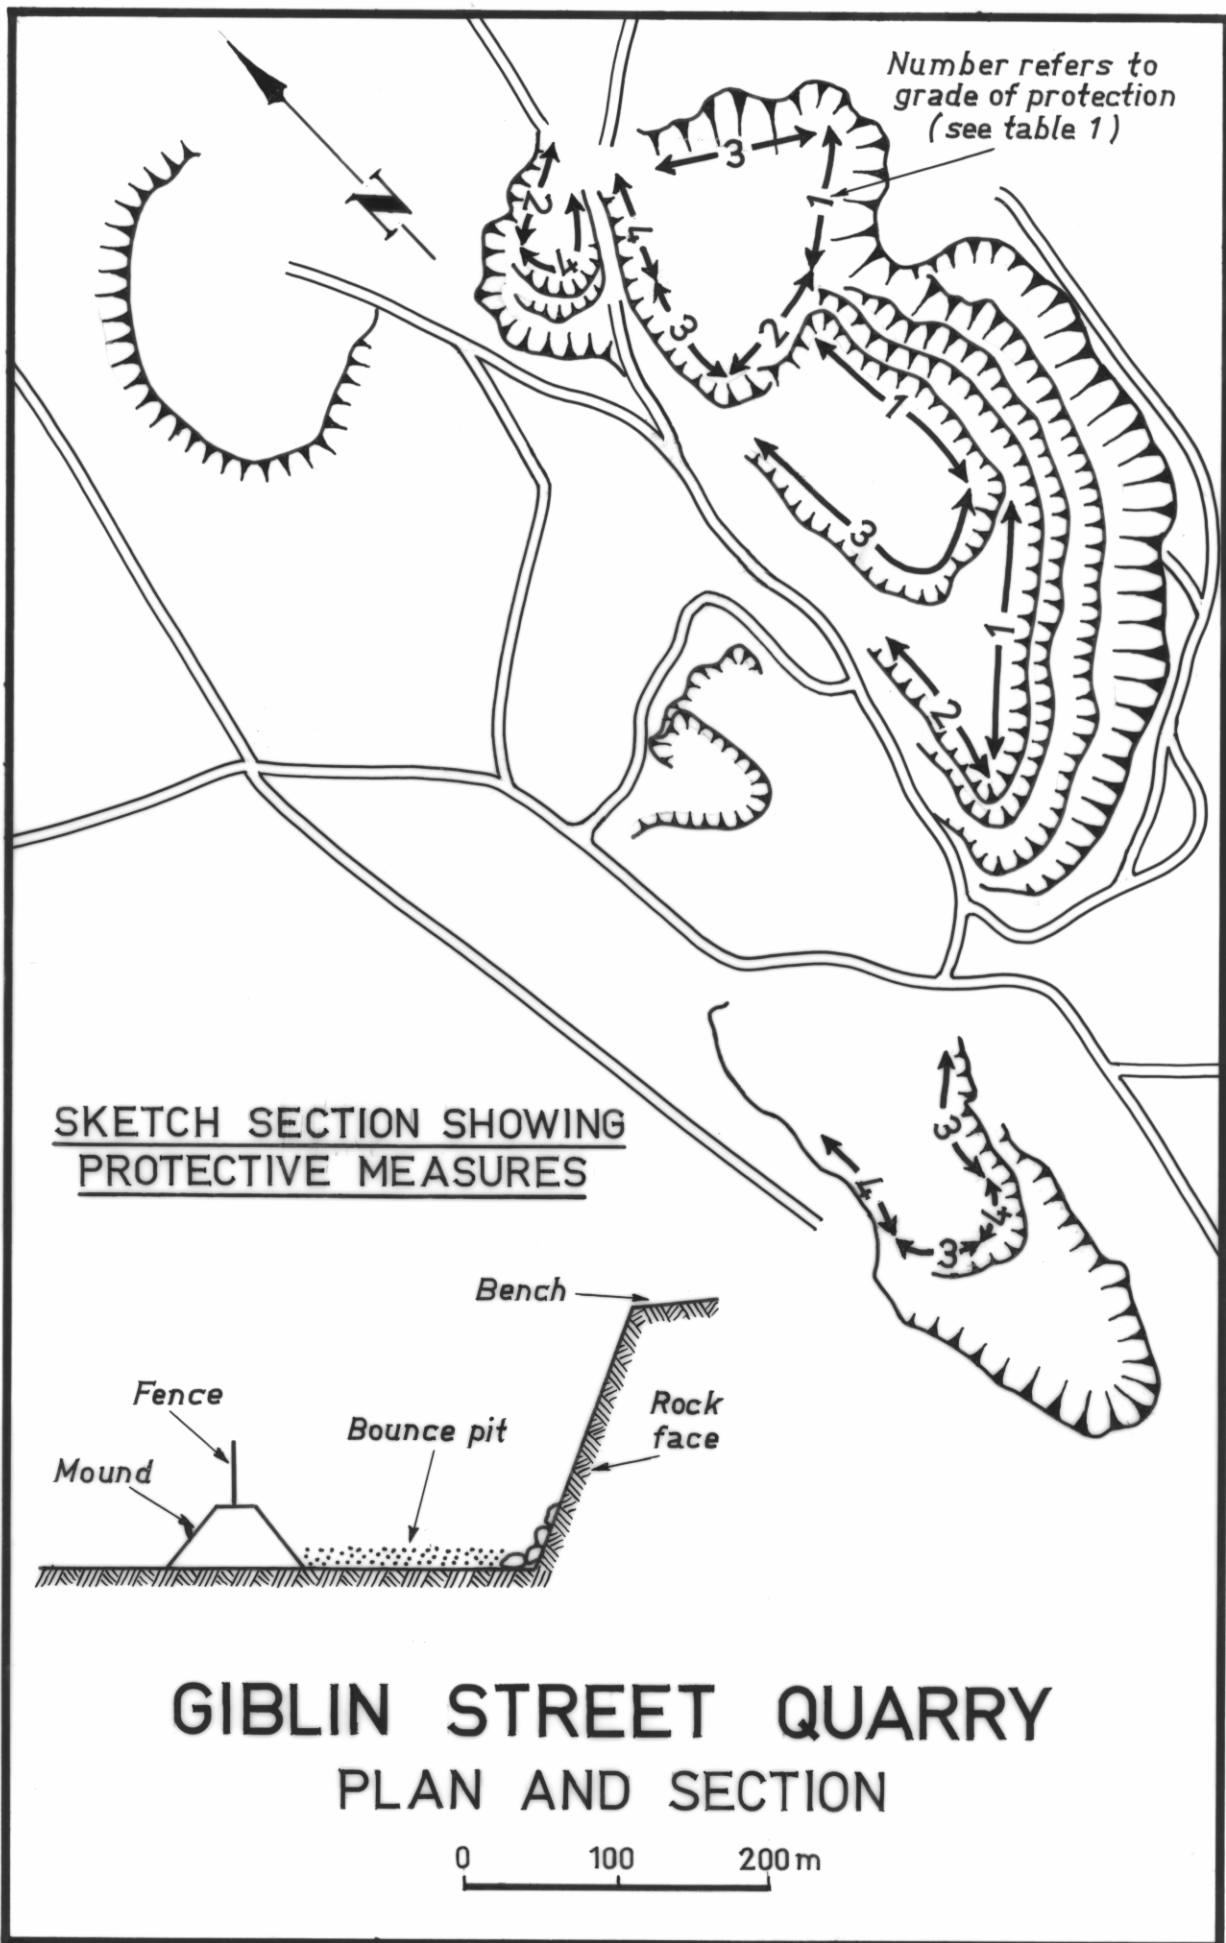 Number refers to
grade of protection
(see table 1)
3
1
2
4
4
3
2
N
1
3
1
2
3
4
4
3
SKETCH SECTION SHOWING
PROTECTIVE MEASURES
Bench
Fence
Rock
face
Bounce pit
Mound
GIBLIN STREET QUARRY
PLAN AND SECTION
0 100 200m